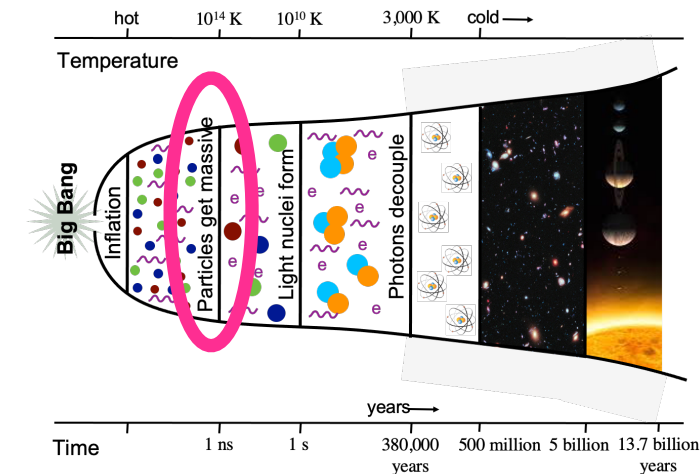 hot 10¹⁴ K 10¹⁰ K 3,000 K cold
Temperature
Big Bang
Inflation
Particles get massive
Light nuclei form
Photons decouple
e
e
e
e
e
e
e
e
years
Time 1 ns 1 s 380,000 years 500 million 5 billion 13.7 billion years